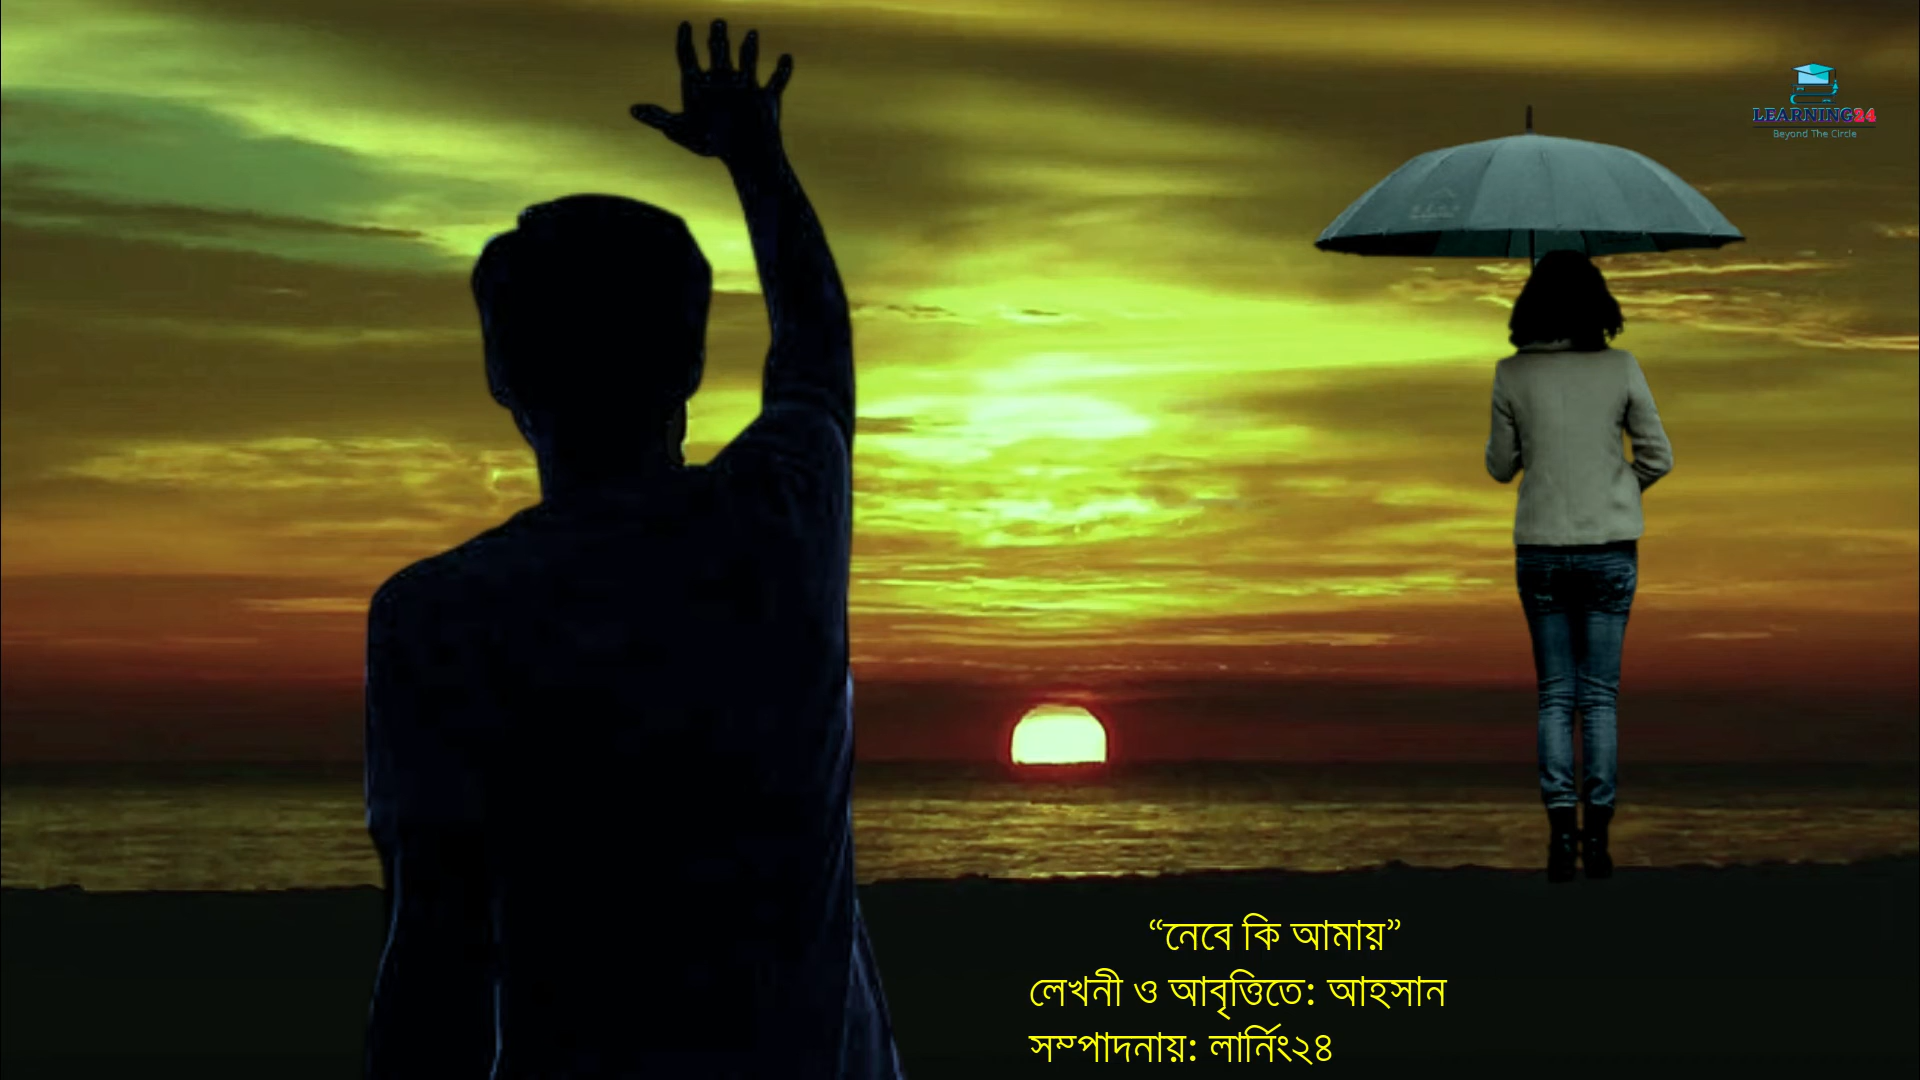 LEARNING24
Beyond The Circle
“নেবে কি আমায়”
লেখনী ও আবৃত্তিতে: আহসান
সম্পাদনায়: লার্নিং২৪